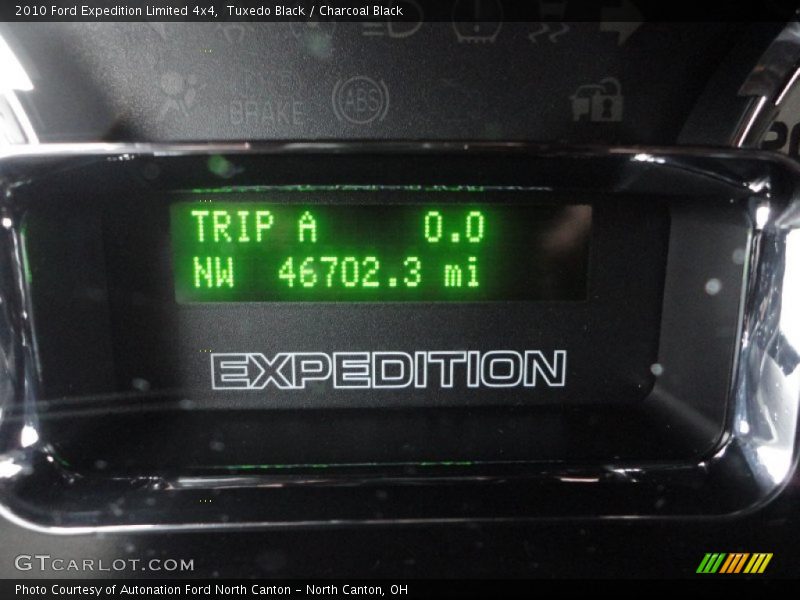 2010 Ford Expedition Limited 4x4,  Tuxedo Black / Charcoal Black
BRAKE
ABS
TRIP A 0.0
NW 46702.3 mi
EXPEDITION
GTCARLOT.COM
Photo Courtesy of Autonation Ford North Canton – North Canton, OH